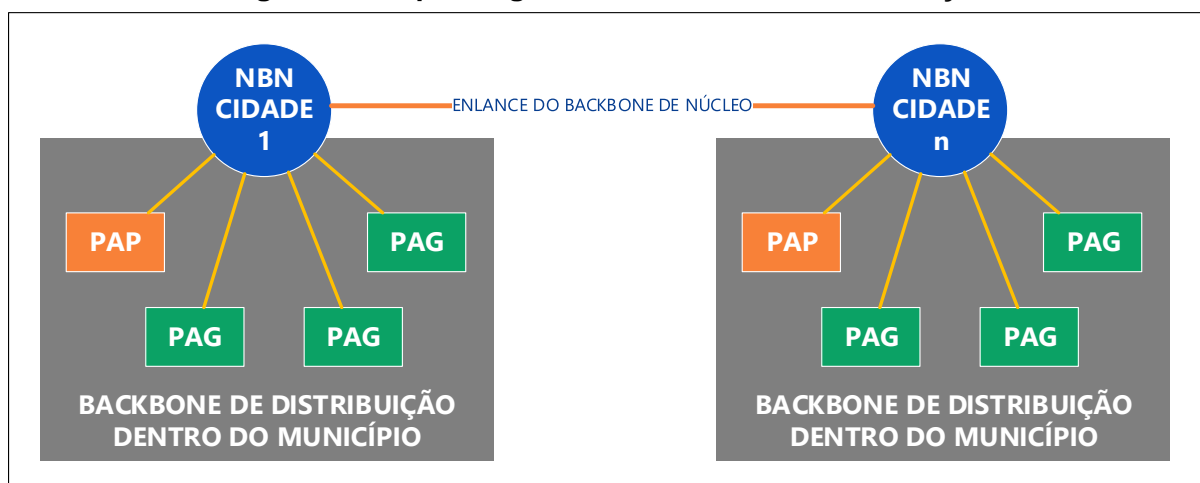 NBN
CIDADE
1
ENLANCE DO BACKBONE DE NÚCLEO
NBN
CIDADE
n
PAP
PAG
PAG
PAG
BACKBONE DE DISTRIBUIÇÃO
DENTRO DO MUNICÍPIO
PAP
PAG
PAG
PAG
BACKBONE DE DISTRIBUIÇÃO
DENTRO DO MUNICÍPIO